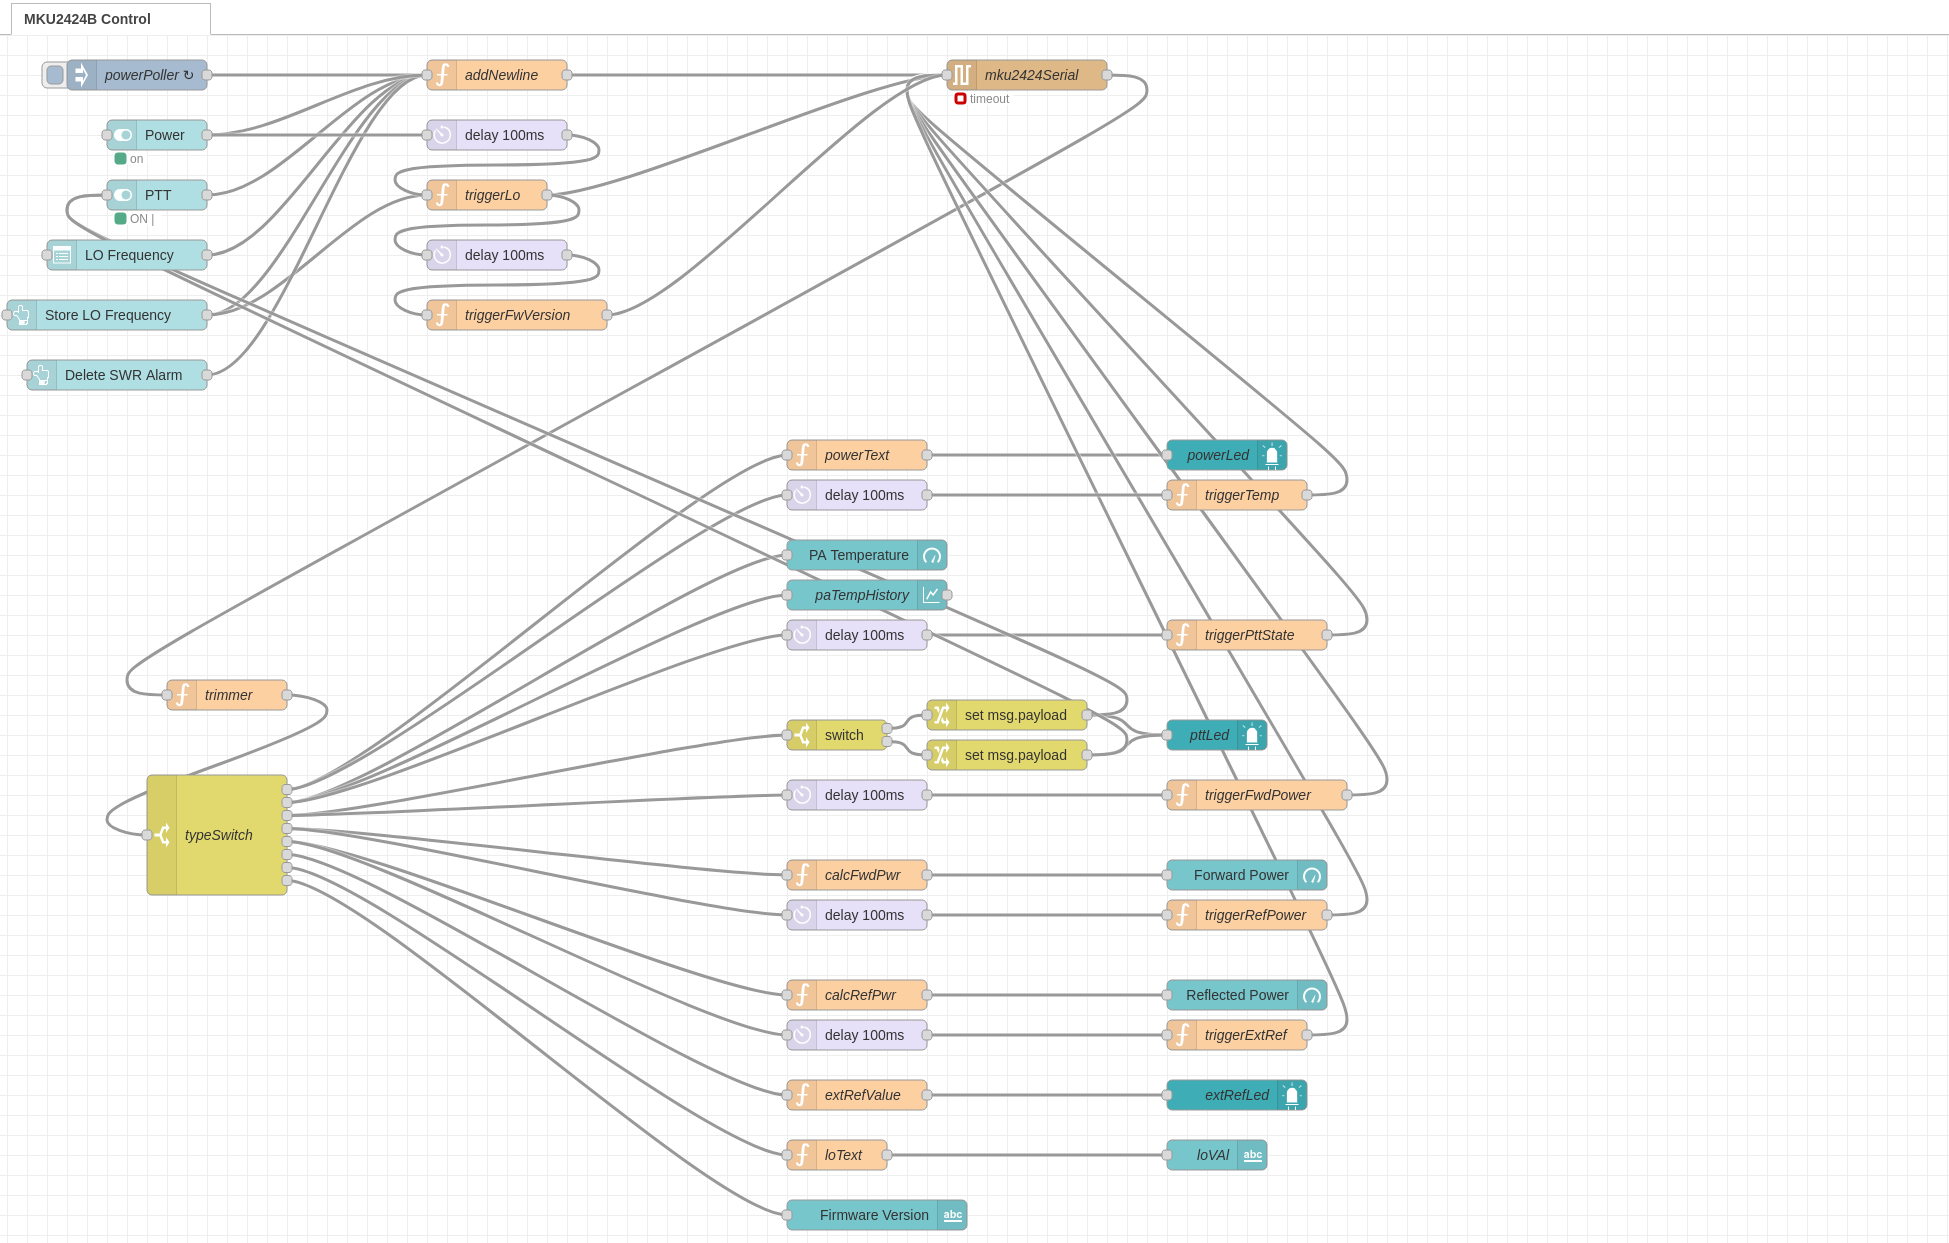 MKU2424B Control
powerPoller ↻
addNewline
mku2424Serial
timeout
Power
on
delay 100ms
PTT
ON |
triggerLo
LO Frequency
delay 100ms
Store LO Frequency
triggerFwVersion
Delete SWR Alarm
powerText
powerLed
delay 100ms
triggerTemp
PA Temperature
paTempHistory
delay 100ms
triggerPttState
trimmer
switch
set msg.payload
set msg.payload
pttLed
delay 100ms
triggerFwdPower
typeSwitch
calcFwdPwr
Forward Power
delay 100ms
triggerRefPower
calcRefPwr
Reflected Power
delay 100ms
triggerExtRef
extRefValue
extRefLed
loText
loVAl
abc
Firmware Version
abc